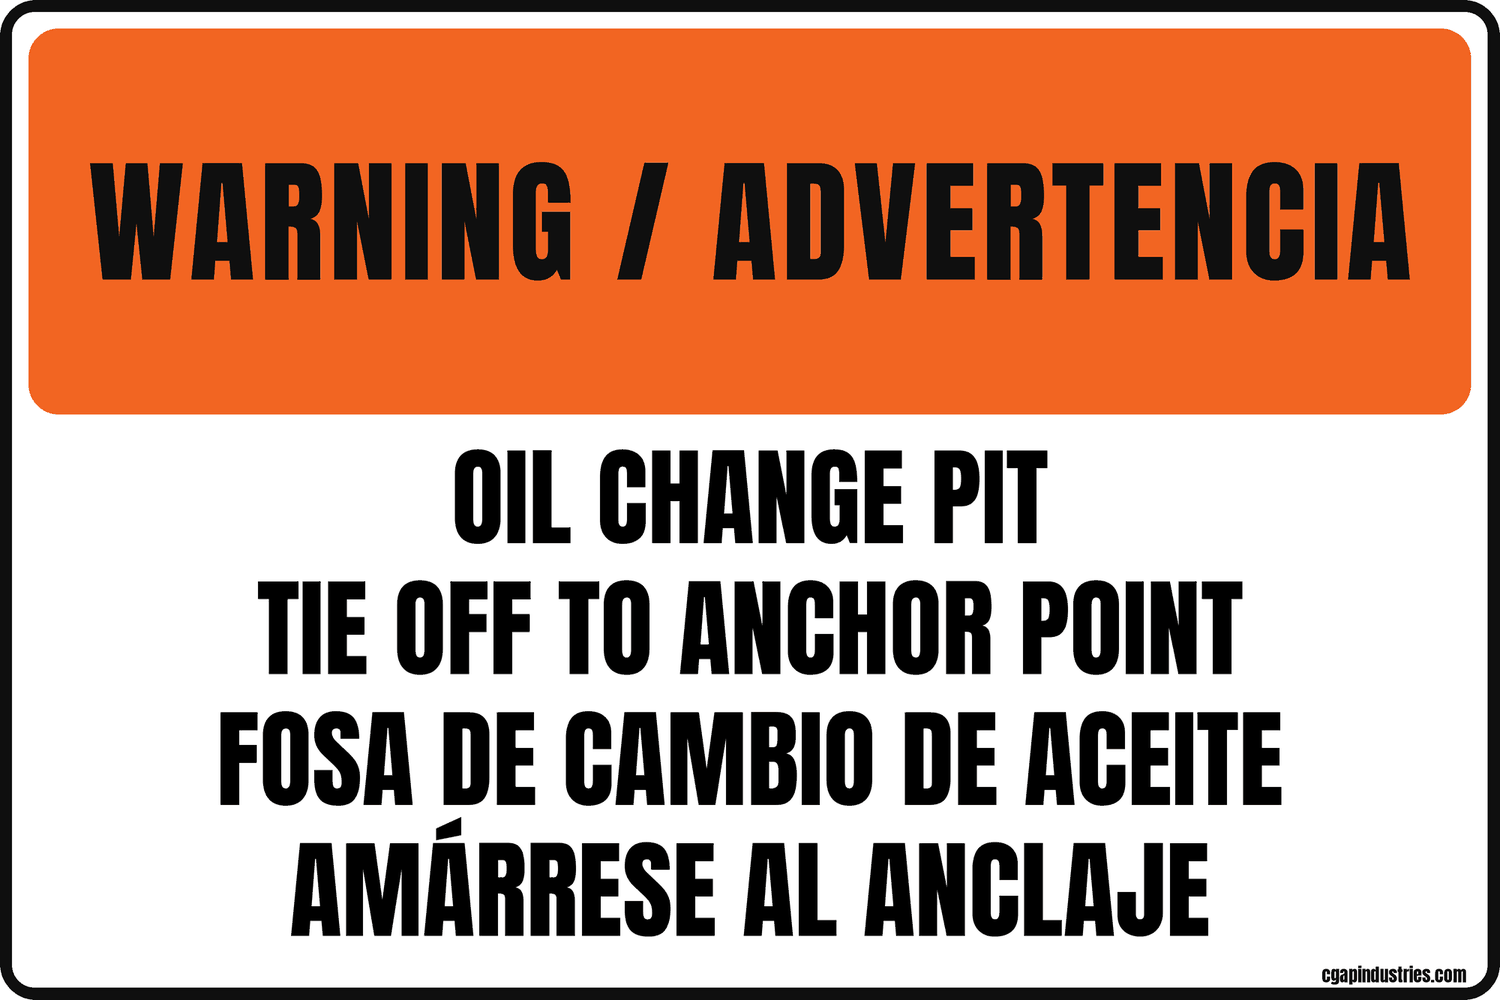 WARNING / ADVERTENCIA
OIL CHANGE PIT
TIE OFF TO ANCHOR POINT
FOSA DE CAMBIO DE ACEITE
AMÁRRESE AL ANCLAJE
cgapindustries.com